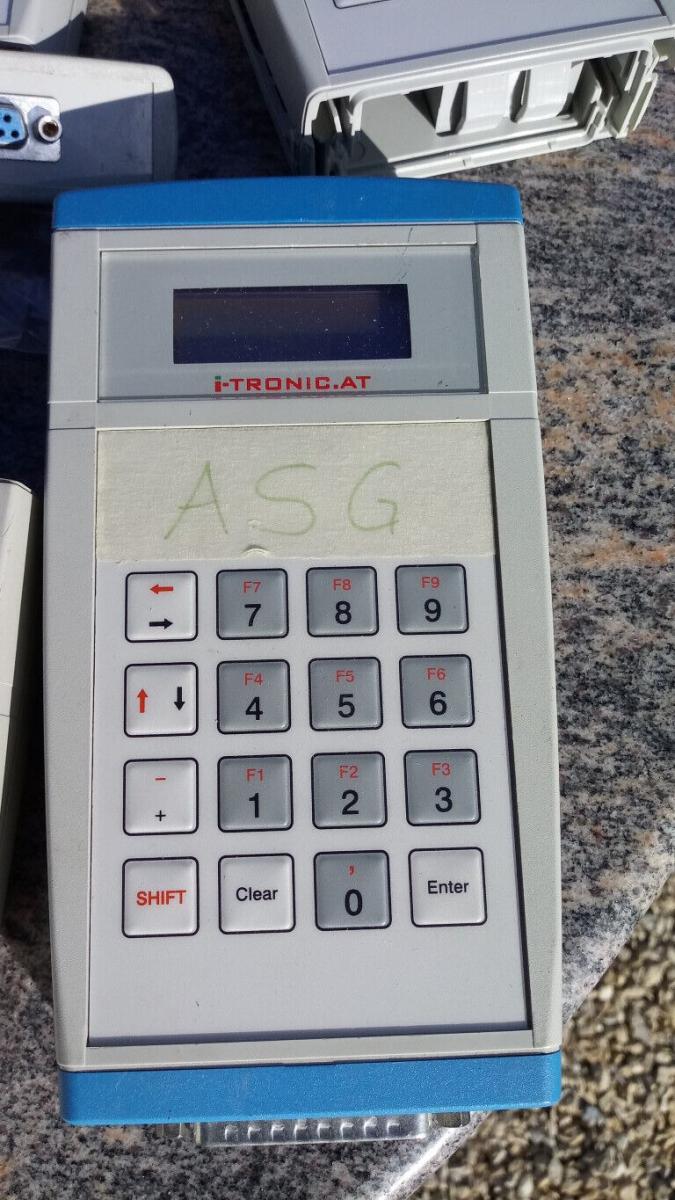 i-TRONIC.AT
ASG
← F7 F8 F9
→ 7 8 9
F4 F5 F6
↑ ↓ 4 5 6
- F1 F2 F3
+ 1 2 3
SHIFT Clear , 0 Enter